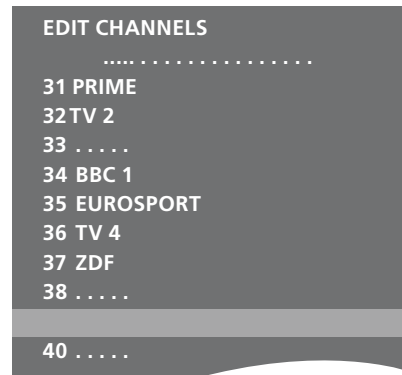 EDIT CHANNELS
..... . . . . . . . . . . . . . . .
31 PRIME
32 TV 2
33 . . . . .
34 BBC 1
35 EUROSPORT
36 TV 4
37 ZDF
38 . . . . .
40 . . . . .